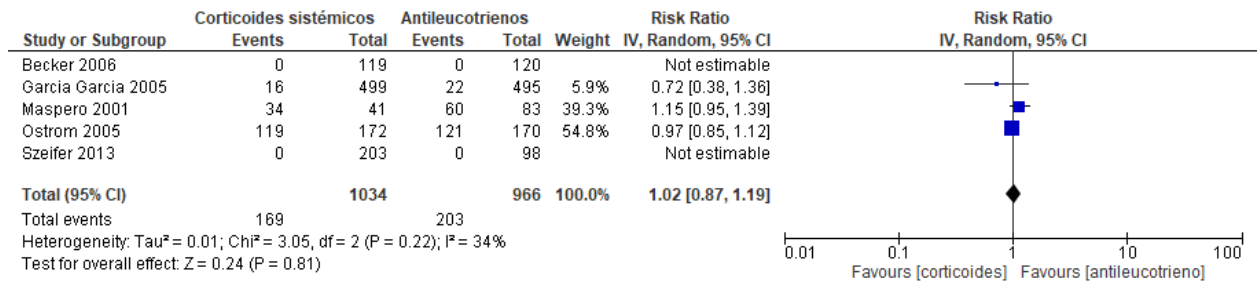 Corticoides sistémicos Antileucotrienos Risk Ratio Risk Ratio
Study or Subgroup Events Total Events Total Weight IV, Random, 95% CI IV, Random, 95% CI
Becker 2006 0 119 0 120 Not estimable
Garcia Garcia 2005 16 499 22 495 5.9% 0.72 [0.38, 1.36]
Maspero 2001 34 41 60 83 39.3% 1.15 [0.95, 1.39]
Ostrom 2005 119 172 121 170 54.8% 0.97 [0.85, 1.12]
Szeifer 2013 0 203 0 98 Not estimable
Total (95% CI) 1034 966 100.0% 1.02 [0.87, 1.19]
Total events 169 203
Heterogeneity: Tau² = 0.01; Chi² = 3.05, df = 2 (P = 0.22); I² = 34%
Test for overall effect: Z = 0.24 (P = 0.81)
0.01 0.1 1 10 100
Favours [corticoides] Favours [antileucotrieno]